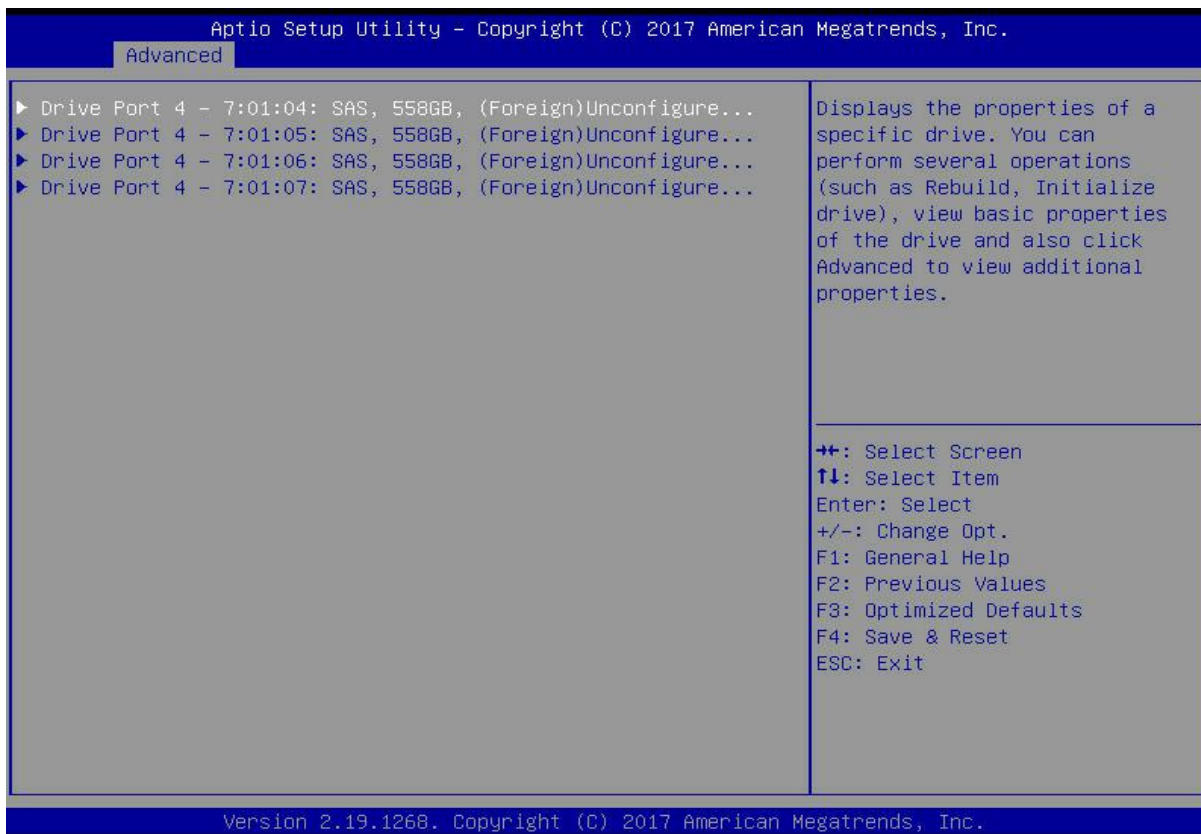 Aptio Setup Utility – Copyright (C) 2017 American Megatrends, Inc.
Advanced
▶ Drive Port 4 - 7:01:04: SAS, 558GB, (Foreign)Unconfigure...
▶ Drive Port 4 - 7:01:05: SAS, 558GB, (Foreign)Unconfigure...
▶ Drive Port 4 - 7:01:06: SAS, 558GB, (Foreign)Unconfigure...
▶ Drive Port 4 - 7:01:07: SAS, 558GB, (Foreign)Unconfigure...
Displays the properties of a
specific drive. You can
perform several operations
(such as Rebuild, Initialize
drive), view basic properties
of the drive and also click
Advanced to view additional
properties.
→←: Select Screen
↑↓: Select Item
Enter: Select
+/-: Change Opt.
F1: General Help
F2: Previous Values
F3: Optimized Defaults
F4: Save & Reset
ESC: Exit
Version 2.19.1268. Copyright (C) 2017 American Megatrends, Inc.